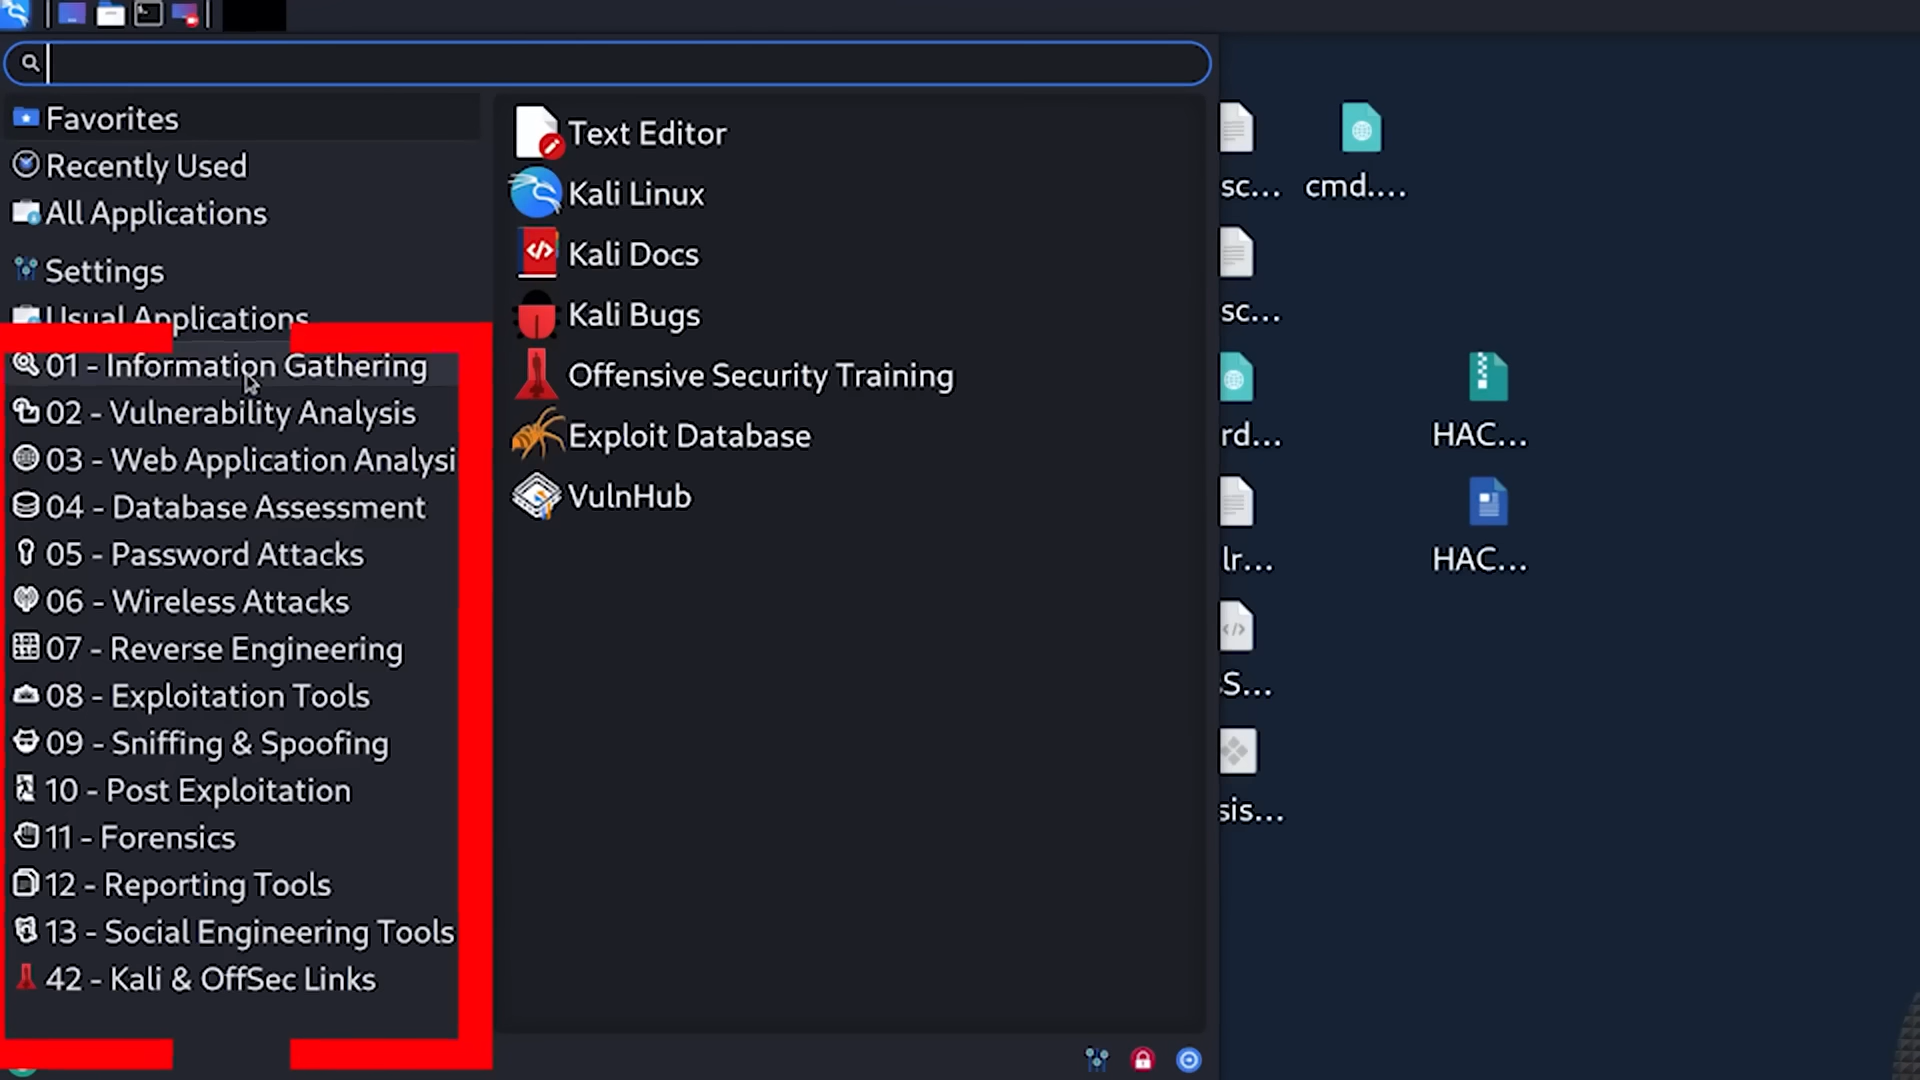 Favorites
Recently Used
All Applications
Settings
Usual Applications
01 - Information Gathering
02 - Vulnerability Analysis
03 - Web Application Analysi
04 - Database Assessment
05 - Password Attacks
06 - Wireless Attacks
07 - Reverse Engineering
08 - Exploitation Tools
09 - Sniffing & Spoofing
10 - Post Exploitation
11 - Forensics
12 - Reporting Tools
13 - Social Engineering Tools
42 - Kali & OffSec Links
Text Editor
Kali Linux
Kali Docs
Kali Bugs
Offensive Security Training
Exploit Database
VulnHub
sc...
cmd....
sc...
rd...
HAC...
lr...
HAC...
S...
sis...